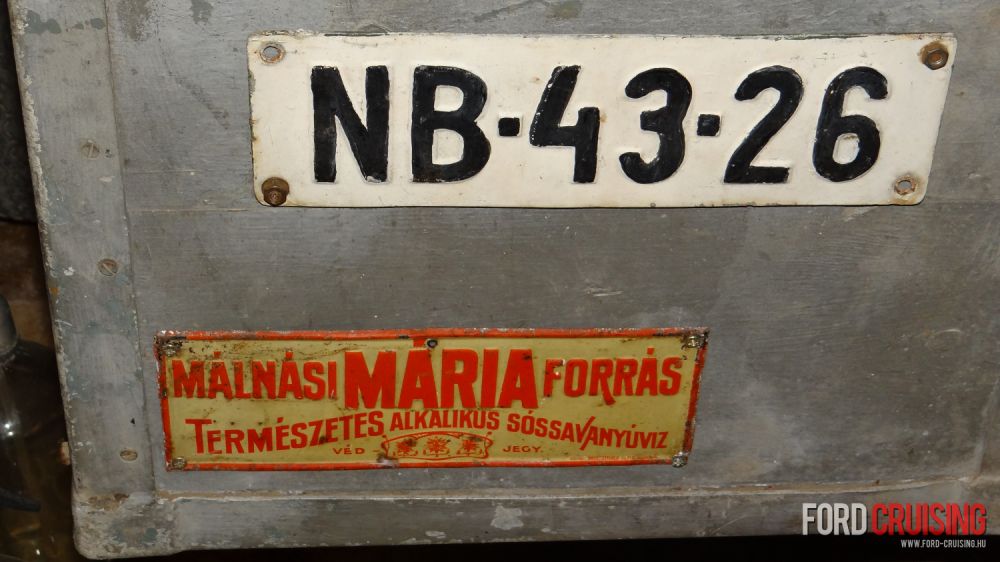 NB-43-26
MÁLNÁSI MÁRIA FORRÁS
TERMÉSZETES ALKALIKUS SÓSSAVANYÚVIZ
VÉD JEGY.
FORD CRUISING
WWW.FORD-CRUISING.HU